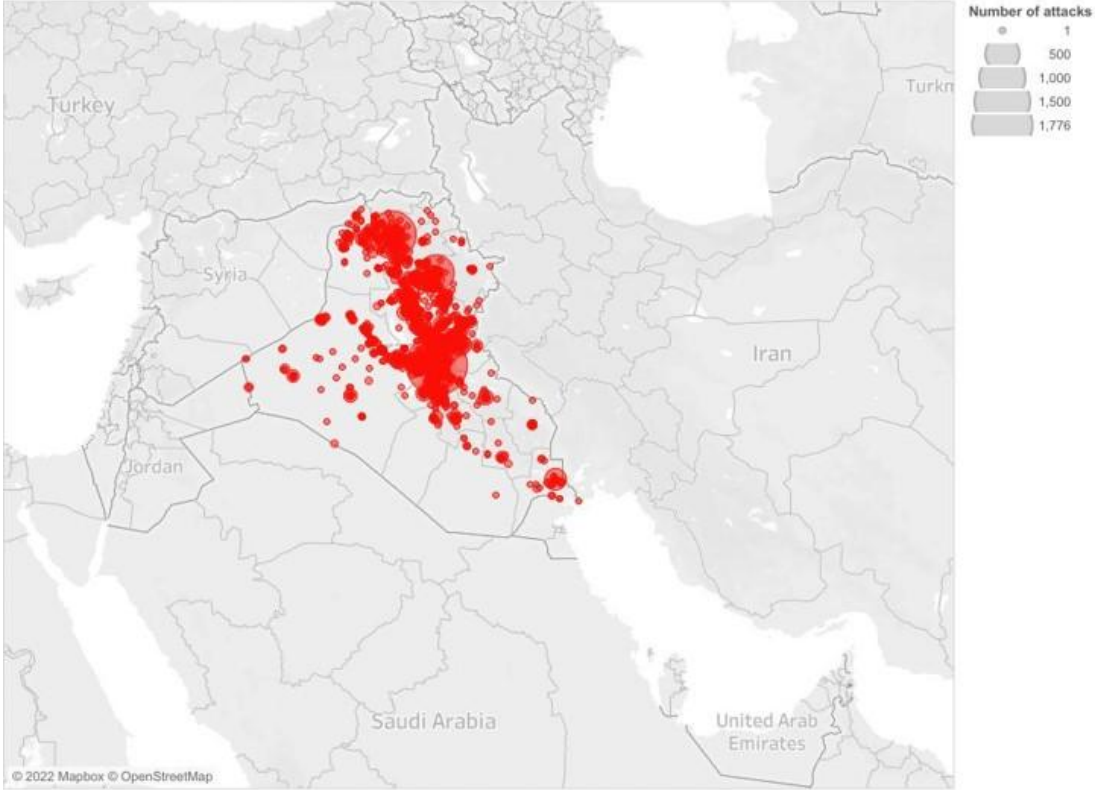 Number of attacks
1
500
1,000
1,500
1,776
Turkey
Turkm
Syria
Iran
Jordan
Saudi Arabia
United Arab
Emirates
© 2022 Mapbox © OpenStreetMap